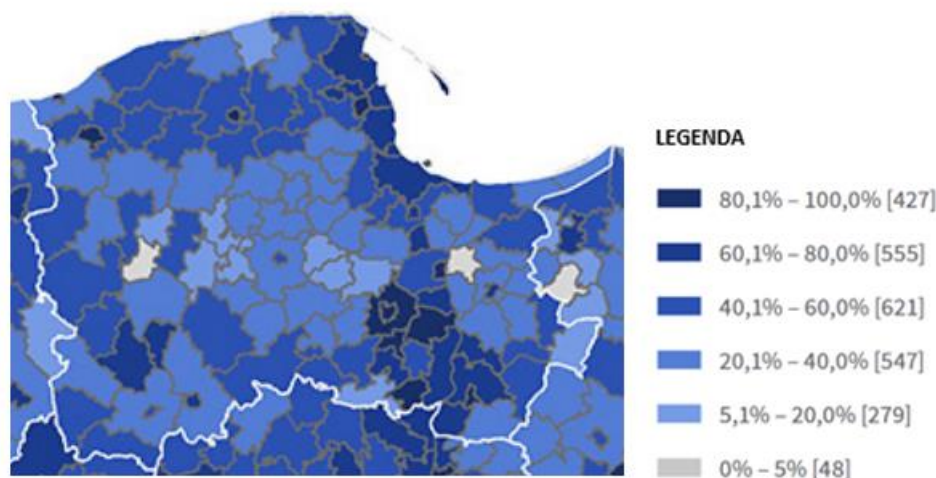 LEGENDA
80,1% – 100,0% [427]
60,1% – 80,0% [555]
40,1% – 60,0% [621]
20,1% – 40,0% [547]
5,1% – 20,0% [279]
0% – 5% [48]